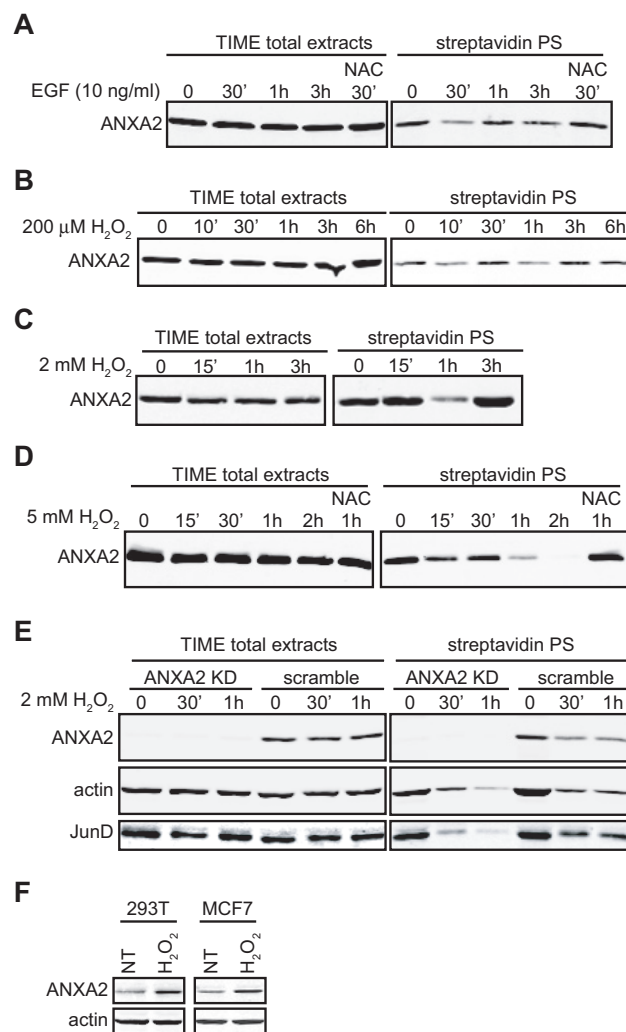 A
TIME total extracts streptavidin PS
NAC NAC
EGF (10 ng/ml) 0 30’ 1h 3h 30’ 0 30’ 1h 3h 30’
ANXA2
B
TIME total extracts streptavidin PS
200 µM H₂O₂ 0 10’ 30’ 1h 3h 6h 0 10’ 30’ 1h 3h 6h
ANXA2
C
TIME total extracts streptavidin PS
2 mM H₂O₂ 0 15’ 1h 3h 0 15’ 1h 3h
ANXA2
D
TIME total extracts streptavidin PS
NAC NAC
5 mM H₂O₂ 0 15’ 30’ 1h 2h 1h 0 15’ 30’ 1h 2h 1h
ANXA2
E
TIME total extracts streptavidin PS
ANXA2 KD scramble ANXA2 KD scramble
2 mM H₂O₂ 0 30’ 1h 0 30’ 1h 0 30’ 1h 0 30’ 1h
ANXA2
actin
JunD
F
293T MCF7
NT H₂O₂ NT H₂O₂
ANXA2
actin